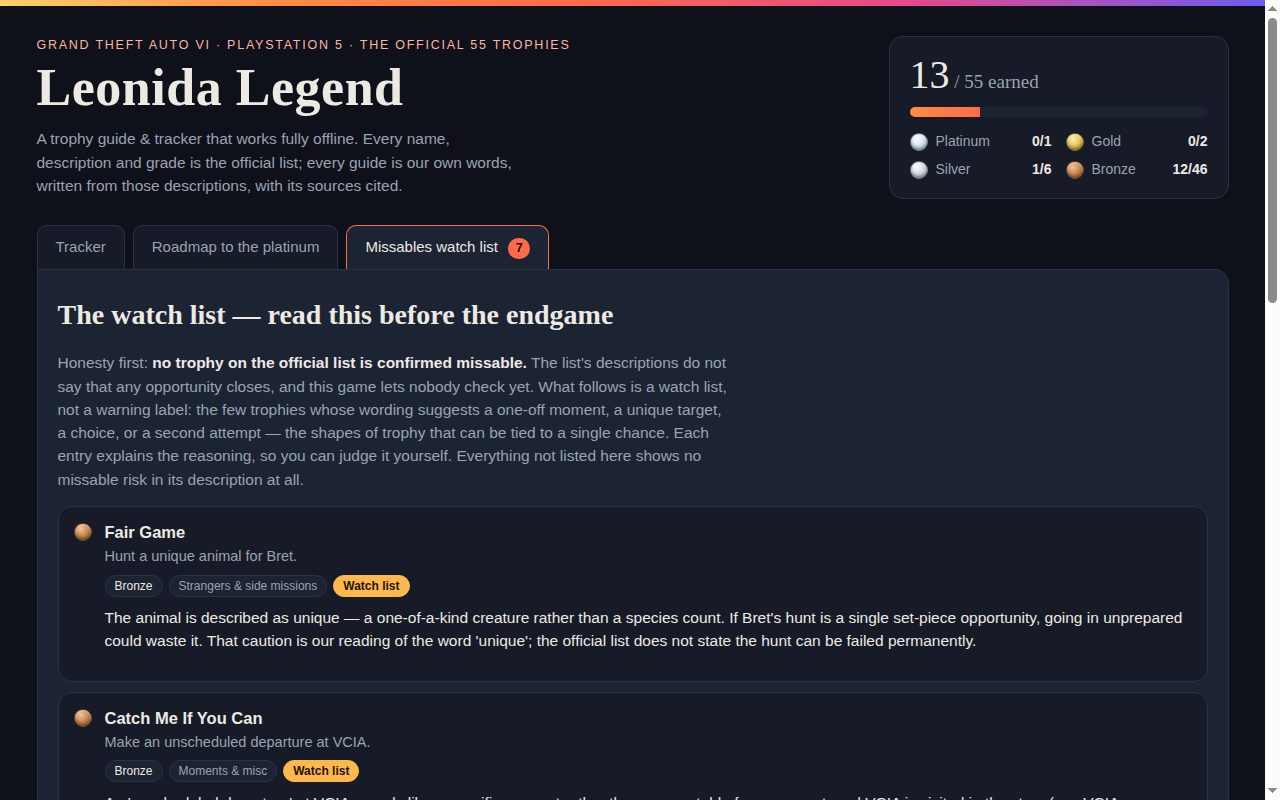 GRAND THEFT AUTO VI · PLAYSTATION 5 · THE OFFICIAL 55 TROPHIES
Leonida Legend
A trophy guide & tracker that works fully offline. Every name,
description and grade is the official list; every guide is our own words,
written from those descriptions, with its sources cited.
13 / 55 earned
Platinum 0/1 Gold 0/2
Silver 1/6 Bronze 12/46
Tracker Roadmap to the platinum Missables watch list 7
The watch list — read this before the endgame
Honesty first: no trophy on the official list is confirmed missable. The list's descriptions do not
say that any opportunity closes, and this game lets nobody check yet. What follows is a watch list,
not a warning label: the few trophies whose wording suggests a one-off moment, a unique target,
a choice, or a second attempt — the shapes of trophy that can be tied to a single chance. Each
entry explains the reasoning, so you can judge it yourself. Everything not listed here shows no
missable risk in its description at all.
Fair Game
Hunt a unique animal for Bret.
Bronze Strangers & side missions Watch list
The animal is described as unique — a one-of-a-kind creature rather than a species count. If Bret's hunt is a single set-piece opportunity, going in unprepared
could waste it. That caution is our reading of the word 'unique'; the official list does not state the hunt can be failed permanently.
Catch Me If You Can
Make an unscheduled departure at VCIA.
Bronze Moments & misc Watch list